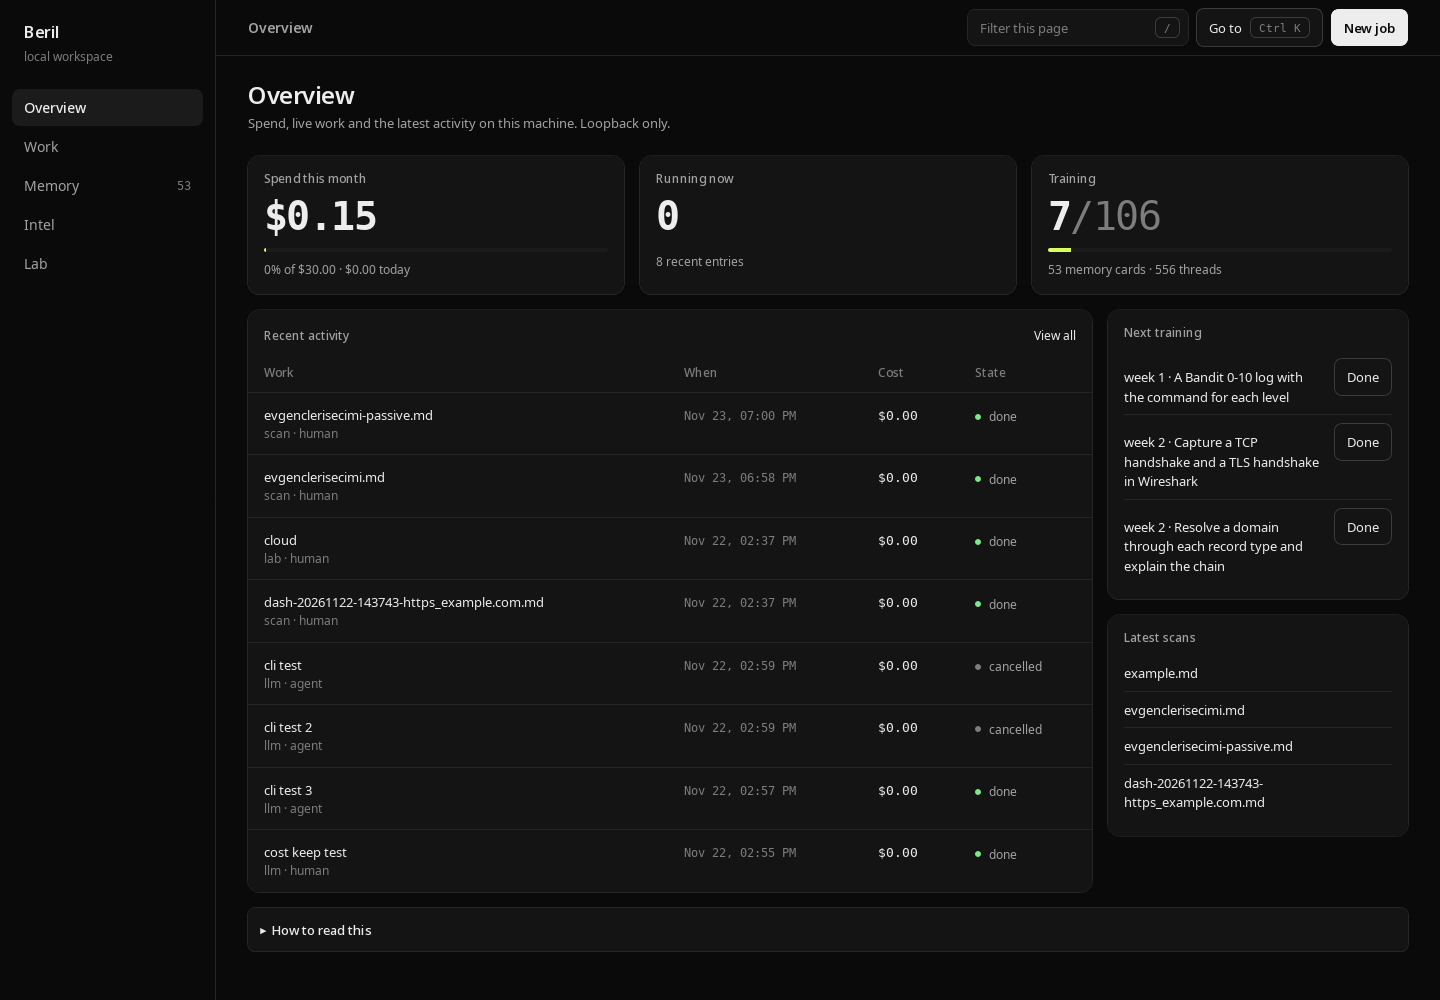 Beril
local workspace
Overview
Work
Memory 53
Intel
Lab
Overview
Filter this page /
Go to Ctrl K
New job
Overview
Spend, live work and the latest activity on this machine. Loopback only.
Spend this month
$0.15
0% of $30.00 · $0.00 today
Running now
0
8 recent entries
Training
7/106
53 memory cards · 556 threads
Recent activity View all
Work When Cost State
evgenclerisecimi-passive.md Nov 23, 07:00 PM $0.00 done
scan · human
evgenclerisecimi.md Nov 23, 06:58 PM $0.00 done
scan · human
cloud Nov 22, 02:37 PM $0.00 done
lab · human
dash-20261122-143743-https_example.com.md Nov 22, 02:37 PM $0.00 done
scan · human
cli test Nov 22, 02:59 PM $0.00 cancelled
llm · agent
cli test 2 Nov 22, 02:59 PM $0.00 cancelled
llm · agent
cli test 3 Nov 22, 02:57 PM $0.00 done
llm · agent
cost keep test Nov 22, 02:55 PM $0.00 done
llm · human
Next training
week 1 · A Bandit 0-10 log with
the command for each level
Done
week 2 · Capture a TCP
handshake and a TLS handshake
in Wireshark
Done
week 2 · Resolve a domain
through each record type and
explain the chain
Done
Latest scans
example.md
evgenclerisecimi.md
evgenclerisecimi-passive.md
dash-20261122-143743-
https_example.com.md
How to read this